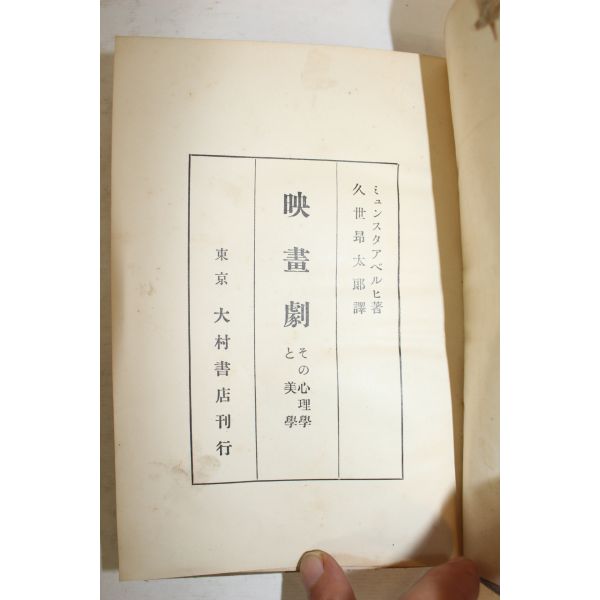 ミュンスタアベルヒ著
久世昂太郎譯
映畫劇
その心理學
と美學
東京 大村書店刊行